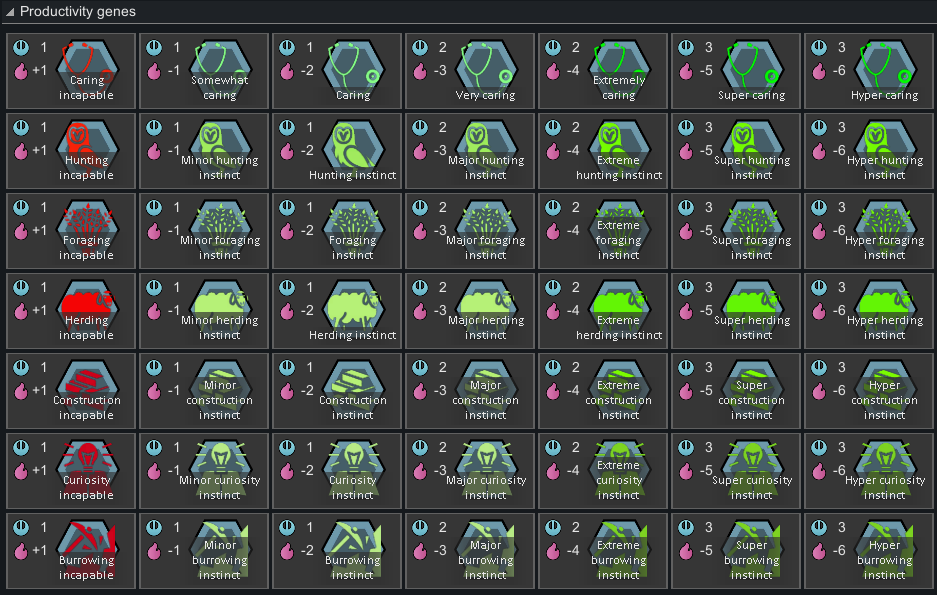 Productivity genes
1 1 1 2 2 3 3
+1 -1 -2 -3 -4 -5 -6
Caring incapable
Somewhat caring
Caring
Very caring
Extremely caring
Super caring
Hyper caring
1 1 1 2 2 3 3
+1 -1 -2 -3 -4 -5 -6
Hunting incapable
Minor hunting instinct
Hunting instinct
Major hunting instinct
Extreme hunting instinct
Super hunting instinct
Hyper hunting instinct
1 1 1 2 2 3 3
+1 -1 -2 -3 -4 -5 -6
Foraging incapable
Minor foraging instinct
Foraging instinct
Major foraging instinct
Extreme foraging instinct
Super foraging instinct
Hyper foraging instinct
1 1 1 2 2 3 3
+1 -1 -2 -3 -4 -5 -6
Herding incapable
Minor herding instinct
Herding instinct
Major herding instinct
Extreme herding instinct
Super herding instinct
Hyper herding instinct
1 1 1 2 2 3 3
+1 -1 -2 -3 -4 -5 -6
Construction incapable
Minor construction instinct
Construction instinct
Major construction instinct
Extreme construction instinct
Super construction instinct
Hyper construction instinct
1 1 1 2 2 3 3
+1 -1 -2 -3 -4 -5 -6
Curiosity incapable
Minor curiosity instinct
Curiosity instinct
Major curiosity instinct
Extreme curiosity instinct
Super curiosity instinct
Hyper curiosity instinct
1 1 1 2 2 3 3
+1 -1 -2 -3 -4 -5 -6
Burrowing incapable
Minor burrowing instinct
Burrowing instinct
Major burrowing instinct
Extreme burrowing instinct
Super burrowing instinct
Hyper burrowing instinct